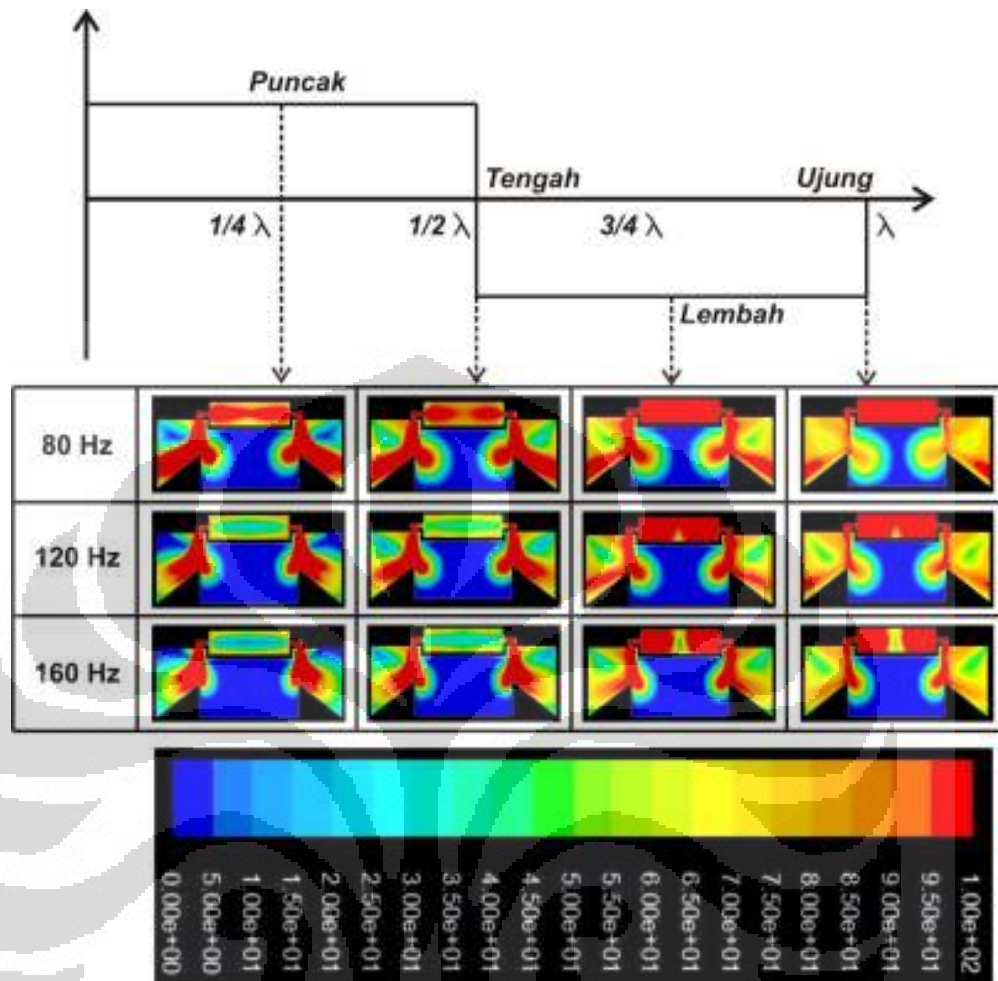 Puncak
Tengah
Ujung
1/4 λ
1/2 λ
3/4 λ
λ
Lembah
80 Hz
120 Hz
160 Hz
0.00e+00
5.00e+00
1.00e+01
1.50e+01
2.00e+01
2.50e+01
3.00e+01
3.50e+01
4.00e+01
4.50e+01
5.00e+01
5.50e+01
6.00e+01
6.50e+01
7.00e+01
7.50e+01
8.00e+01
8.50e+01
9.00e+01
9.50e+01
1.00e+02